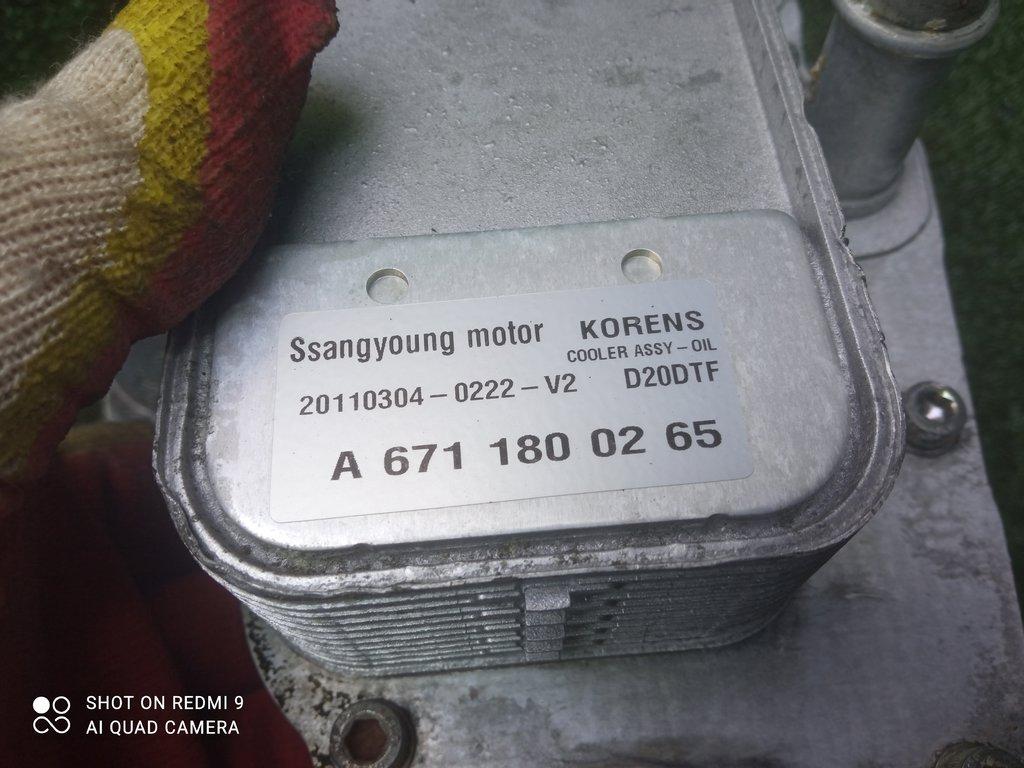 Ssangyoung motor KORENS
COOLER ASSY-OIL
20110304-0222-V2 D20DTF
A 671 180 02 65
SHOT ON REDMI 9
AI QUAD CAMERA